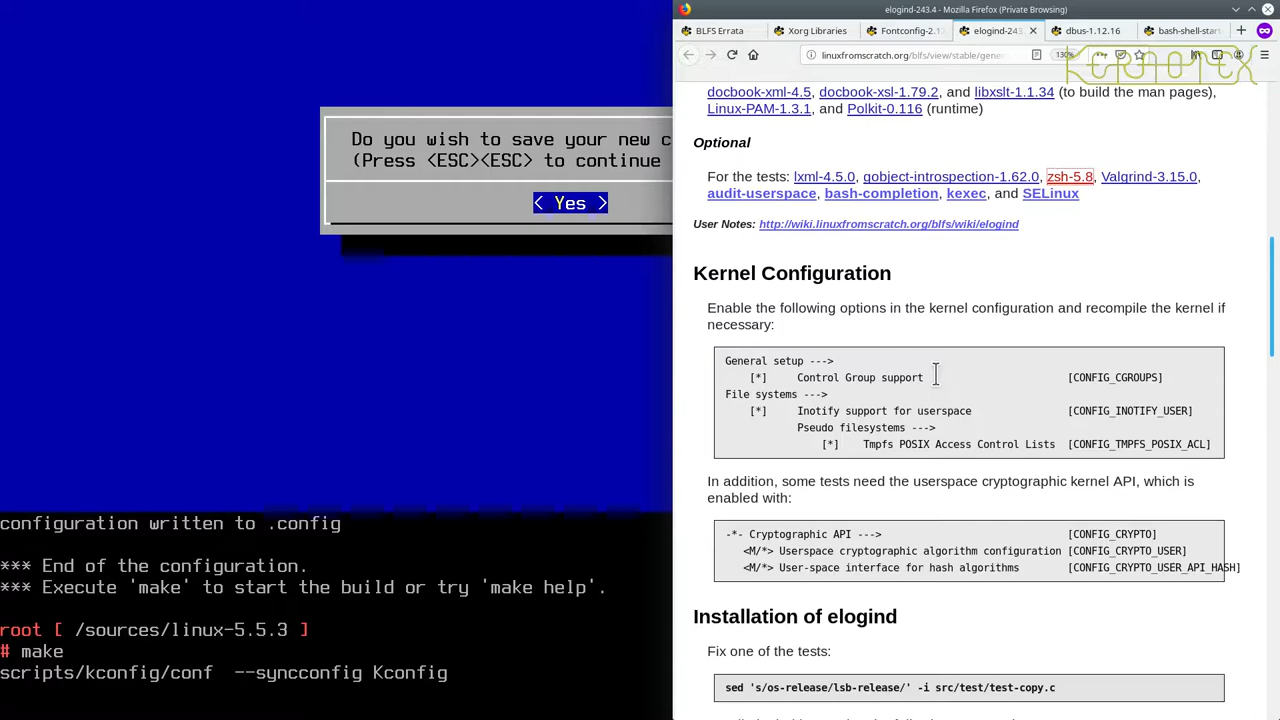 Do you wish to save your new c
(Press <ESC><ESC> to continue
< Yes >
configuration written to .config
*** End of the configuration.
*** Execute 'make' to start the build or try 'make help'.
root [ /sources/linux-5.5.3 ]
# make
scripts/kconfig/conf  --syncconfig Kconfig
elogind-243.4 - Mozilla Firefox (Private Browsing)
BLFS Errata
Xorg Libraries
Fontconfig-2.1
elogind-243.
dbus-1.12.16
bash-shell-start
linuxfromscratch.org/blfs/view/stable/gener
130%
KERNOTEX
docbook-xml-4.5, docbook-xsl-1.79.2, and libxslt-1.1.34 (to build the man pages),
Linux-PAM-1.3.1, and Polkit-0.116 (runtime)
Optional
For the tests: lxml-4.5.0, gobject-introspection-1.62.0, zsh-5.8, Valgrind-3.15.0,
audit-userspace, bash-completion, kexec, and SELinux
User Notes: http://wiki.linuxfromscratch.org/blfs/wiki/elogind
Kernel Configuration
Enable the following options in the kernel configuration and recompile the kernel if
necessary:
General setup --->
[*] Control Group support [CONFIG_CGROUPS]
File systems --->
[*] Inotify support for userspace [CONFIG_INOTIFY_USER]
Pseudo filesystems --->
[*] Tmpfs POSIX Access Control Lists [CONFIG_TMPFS_POSIX_ACL]
In addition, some tests need the userspace cryptographic kernel API, which is
enabled with:
-*- Cryptographic API ---> [CONFIG_CRYPTO]
<M/*> Userspace cryptographic algorithm configuration [CONFIG_CRYPTO_USER]
<M/*> User-space interface for hash algorithms [CONFIG_CRYPTO_USER_API_HASH]
Installation of elogind
Fix one of the tests:
sed 's/os-release/lsb-release/' -i src/test/test-copy.c